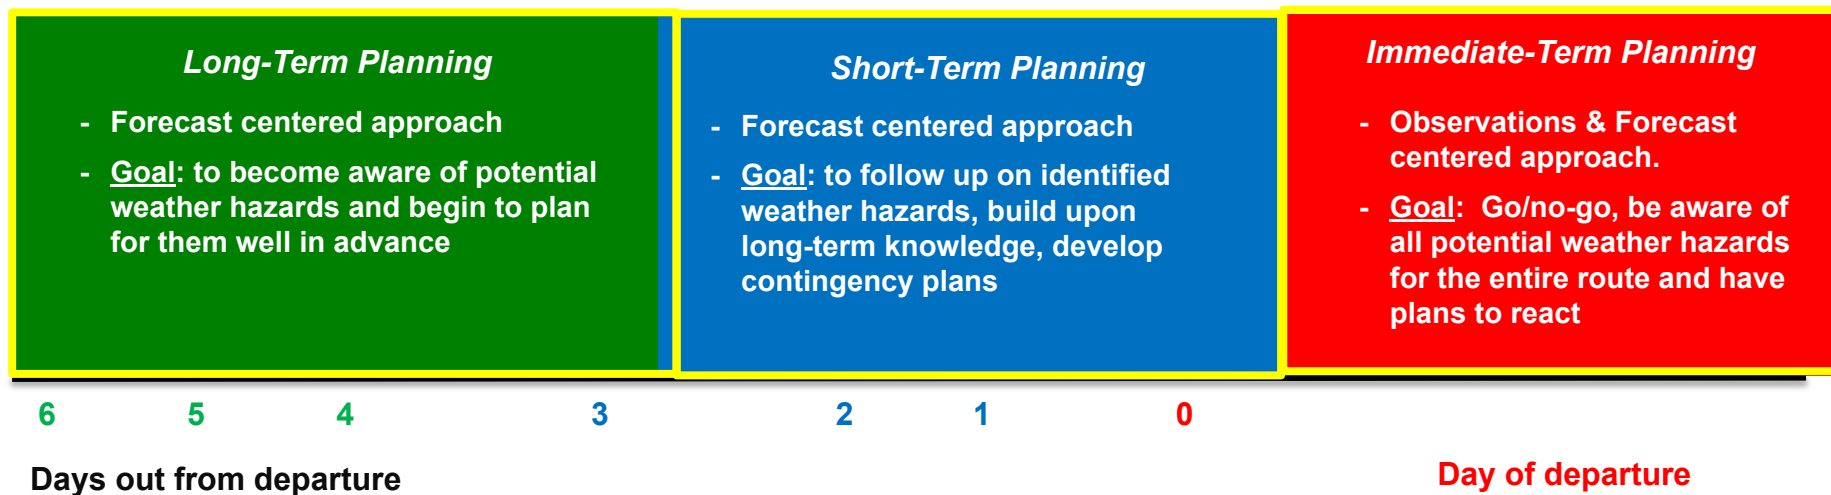 Long-Term Planning
- Forecast centered approach
- Goal: to become aware of potential
weather hazards and begin to plan
for them well in advance
Short-Term Planning
- Forecast centered approach
- Goal: to follow up on identified
weather hazards, build upon
long-term knowledge, develop
contingency plans
Immediate-Term Planning
- Observations & Forecast
centered approach.
- Goal: Go/no-go, be aware of
all potential weather hazards
for the entire route and have
plans to react
6 5 4 3 2 1 0
Days out from departure
Day of departure